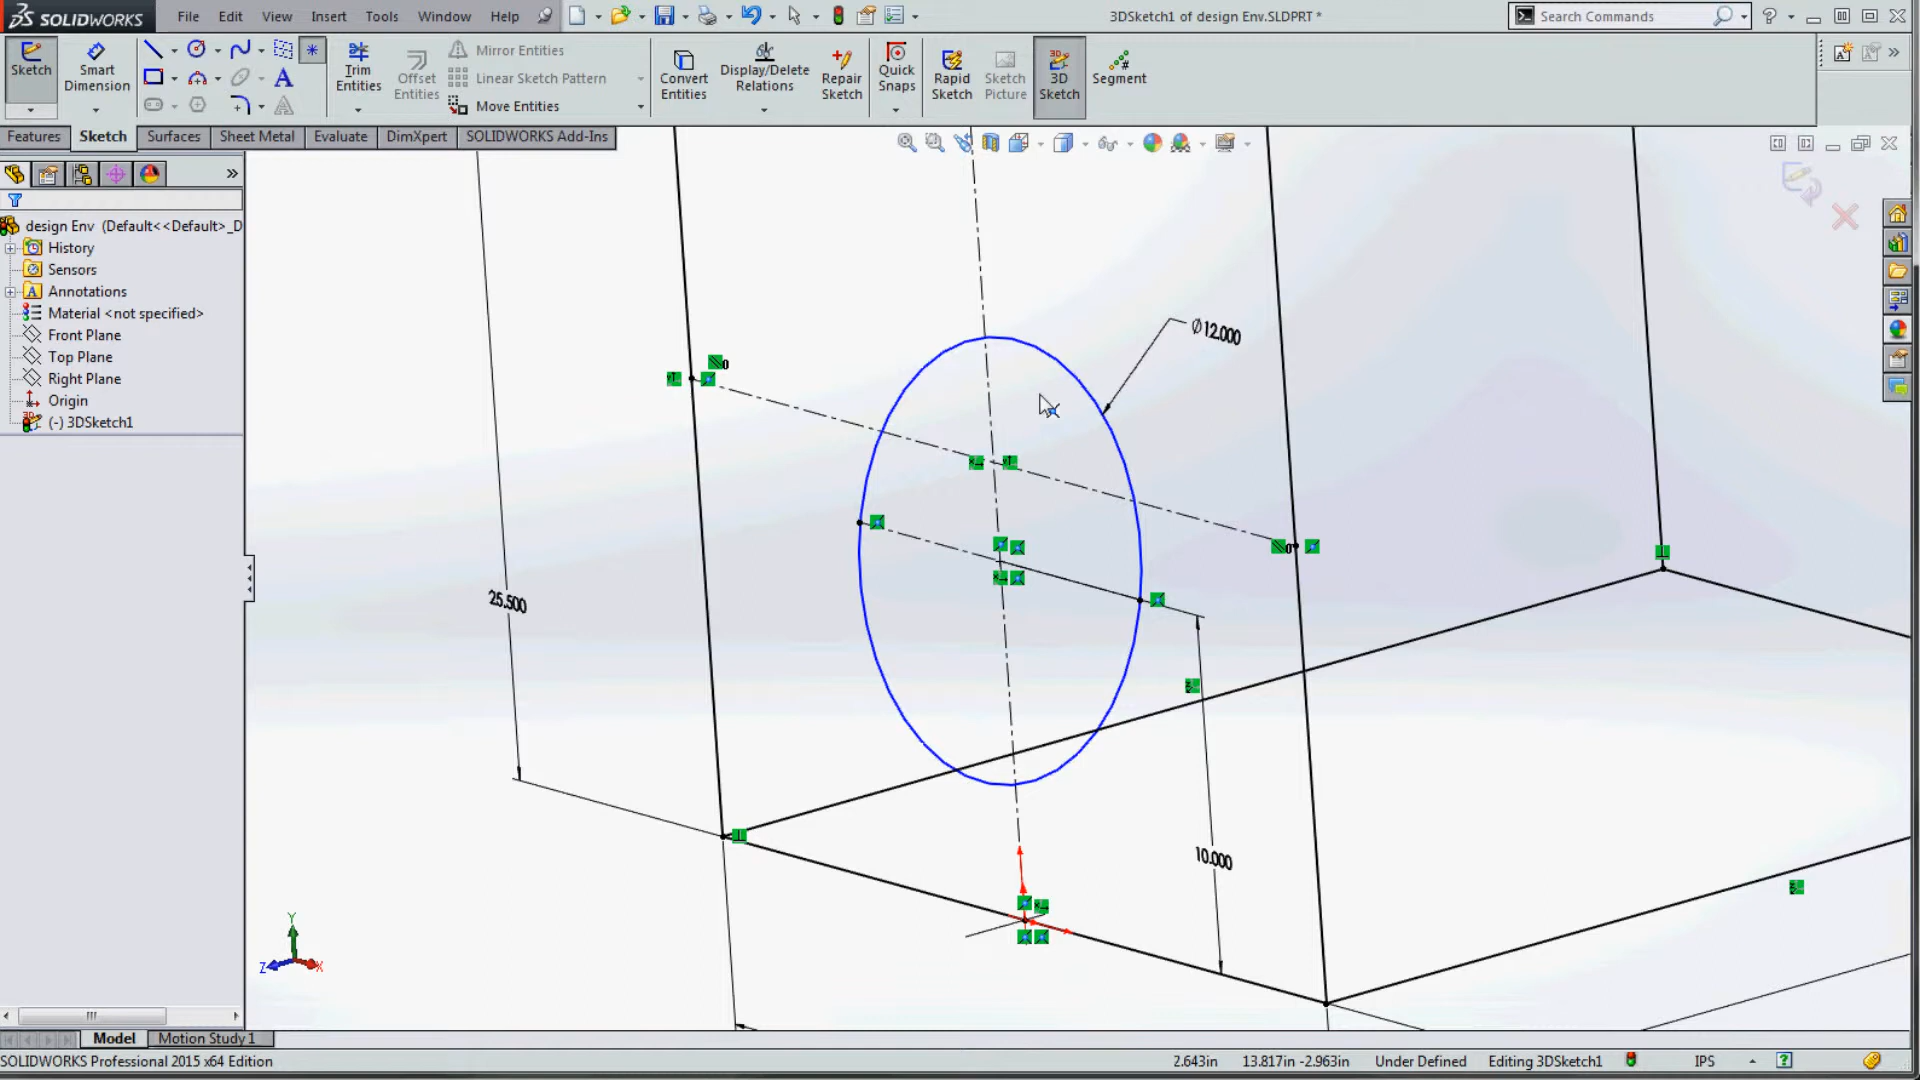 SOLIDWORKS File Edit View Insert Tools Window Help
3DSketch1 of design Env.SLDPRT *
Search Commands
Sketch
Smart Dimension
Trim Entities
Offset Entities
Mirror Entities
Linear Sketch Pattern
Move Entities
Convert Entities
Display/Delete Relations
Repair Sketch
Quick Snaps
Rapid Sketch
Sketch Picture
3D Sketch
Segment
Features Sketch Surfaces Sheet Metal Evaluate DimXpert SOLIDWORKS Add-Ins
design Env (Default<<Default>_D
History
Sensors
Annotations
Material <not specified>
Front Plane
Top Plane
Right Plane
Origin
(-) 3DSketch1
Ø12.000
25.500
10.000
Y
Z
X
Model Motion Study 1
SOLIDWORKS Professional 2015 x64 Edition
2.643in 13.817in -2.963in Under Defined Editing 3DSketch1 IPS